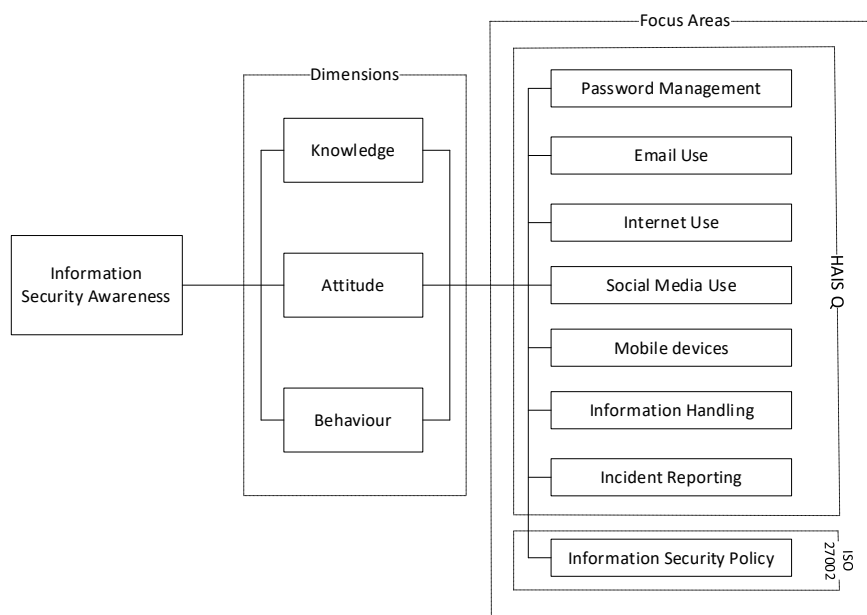 Focus Areas
Dimensions
Password Management
Knowledge
Email Use
Internet Use
Information
Security Awareness
Attitude
Social Media Use
HAIS Q
Mobile devices
Behaviour
Information Handling
Incident Reporting
Information Security Policy
ISO
27002